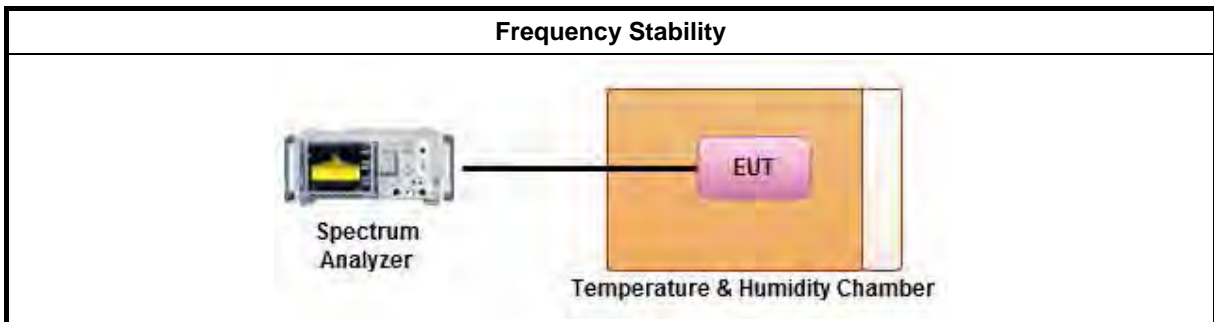 Frequency Stability
EUT
Spectrum
Analyzer
Temperature & Humidity Chamber